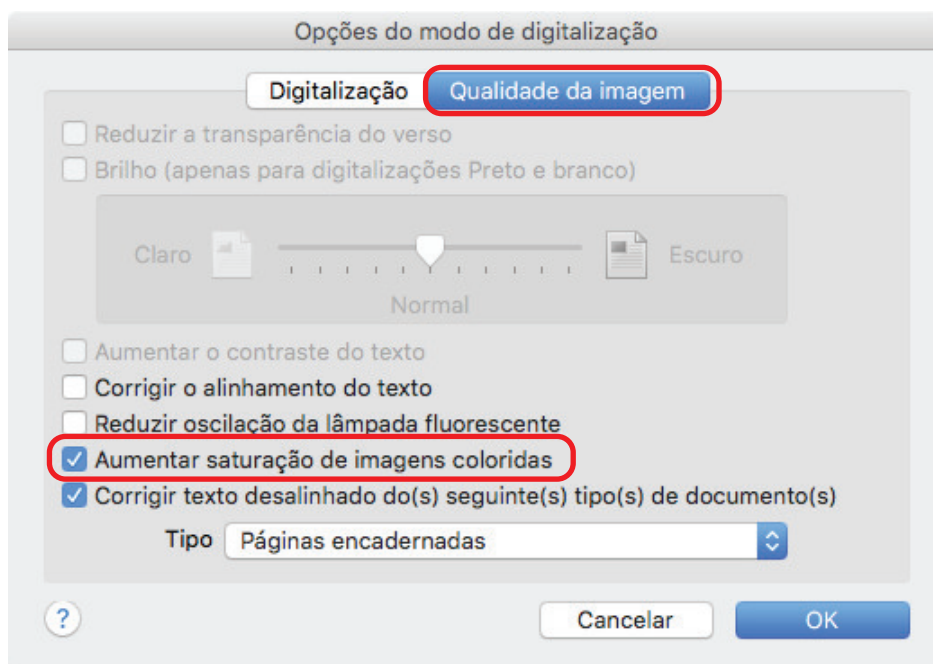 Opções do modo de digitalização
Digitalização Qualidade da imagem
Reduzir a transparência do verso
Brilho (apenas para digitalizações Preto e branco)
Claro Escuro
Normal
Aumentar o contraste do texto
Corrigir o alinhamento do texto
Reduzir oscilação da lâmpada fluorescente
Aumentar saturação de imagens coloridas
Corrigir texto desalinhado do(s) seguinte(s) tipo(s) de documento(s)
Tipo Páginas encadernadas
? Cancelar OK